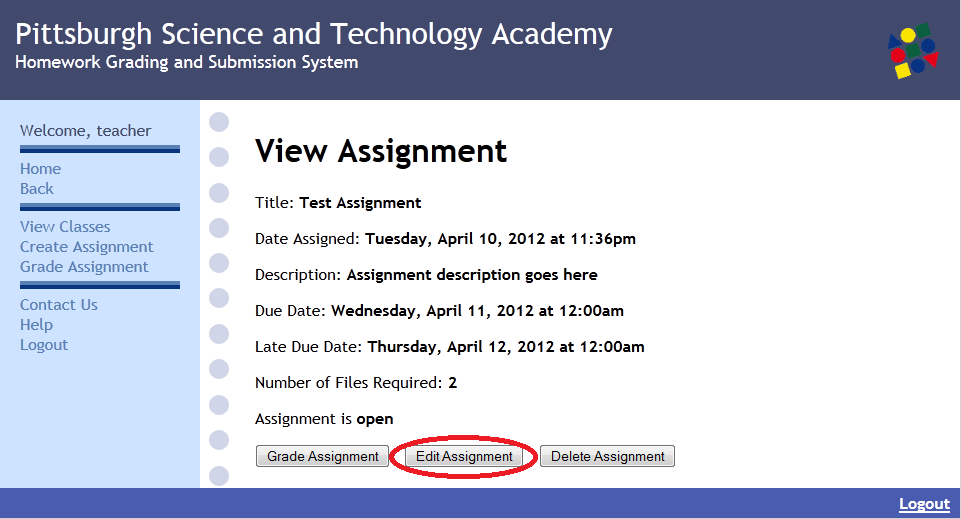 Pittsburgh Science and Technology Academy
Homework Grading and Submission System
Welcome, teacher
Home
Back
View Classes
Create Assignment
Grade Assignment
Contact Us
Help
Logout
View Assignment
Title: Test Assignment
Date Assigned: Tuesday, April 10, 2012 at 11:36pm
Description: Assignment description goes here
Due Date: Wednesday, April 11, 2012 at 12:00am
Late Due Date: Thursday, April 12, 2012 at 12:00am
Number of Files Required: 2
Assignment is open
Grade Assignment Edit Assignment Delete Assignment
Logout